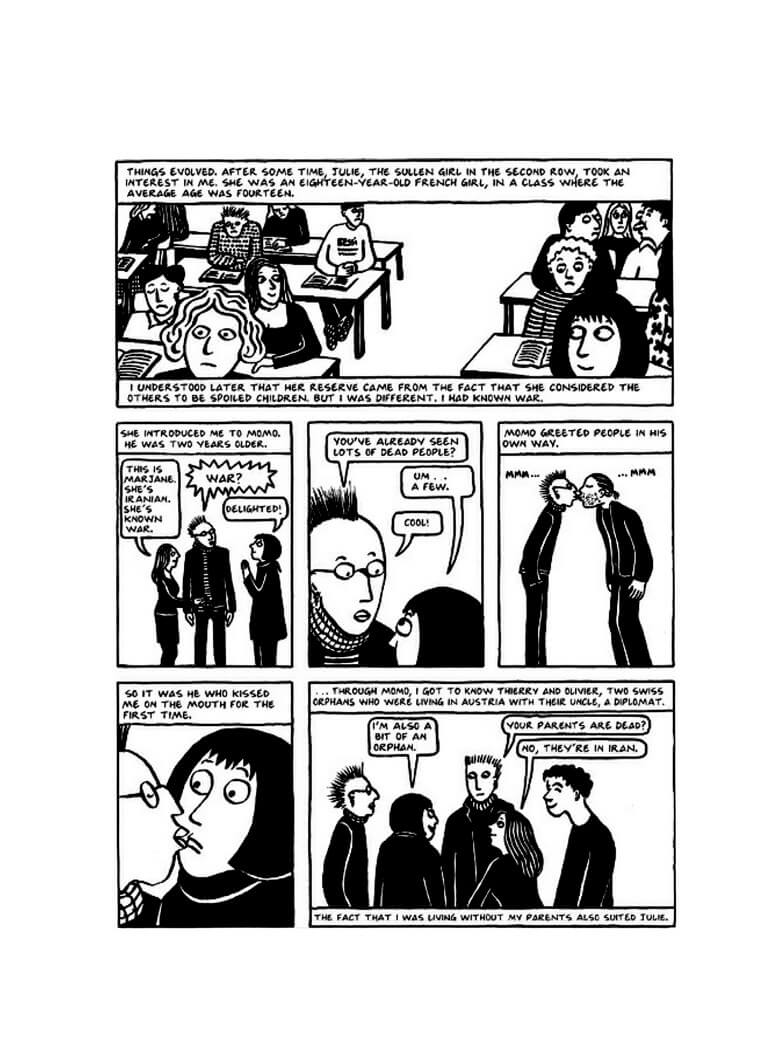 THINGS EVOLVED. AFTER SOME TIME, JULIE, THE SULLEN GIRL IN THE SECOND ROW, TOOK AN
INTEREST IN ME. SHE WAS AN EIGHTEEN-YEAR-OLD FRENCH GIRL, IN A CLASS WHERE THE
AVERAGE AGE WAS FOURTEEN.
I UNDERSTOOD LATER THAT HER RESERVE CAME FROM THE FACT THAT SHE CONSIDERED THE
OTHERS TO BE SPOILED CHILDREN. BUT I WAS DIFFERENT. I HAD KNOWN WAR.
SHE INTRODUCED ME TO MOMO.
HE WAS TWO YEARS OLDER.
THIS IS
MARJANE.
SHE'S
IRANIAN.
SHE'S
KNOWN
WAR.
WAR?
DELIGHTED!
YOU'VE ALREADY SEEN
LOTS OF DEAD PEOPLE?
UM...
A FEW.
COOL!
MOMO GREETED PEOPLE IN HIS
OWN WAY.
MMM...
...MMM
SO IT WAS HE WHO KISSED
ME ON THE MOUTH FOR THE
FIRST TIME.
...THROUGH MOMO, I GOT TO KNOW THIERRY AND OLIVIER, TWO SWISS
ORPHANS WHO WERE LIVING IN AUSTRIA WITH THEIR UNCLE, A DIPLOMAT.
I'M ALSO A
BIT OF AN
ORPHAN.
YOUR PARENTS ARE DEAD?
NO, THEY'RE IN IRAN.
THE FACT THAT I WAS LIVING WITHOUT MY PARENTS ALSO SUITED JULIE.